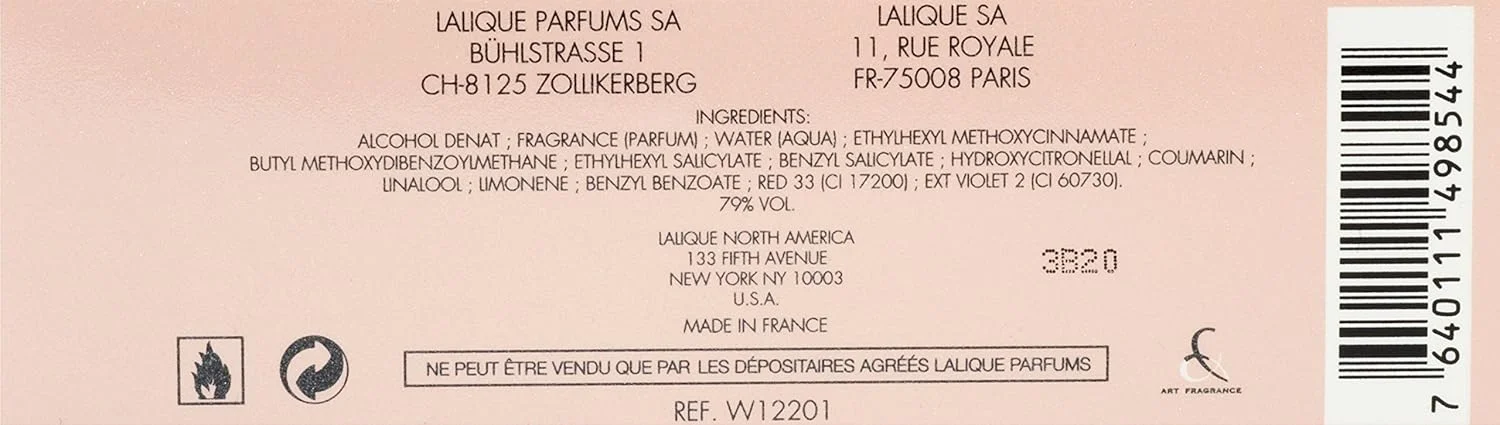 LALIQUE PARFUMS SA
BÜHLSTRASSE 1
CH-8125 ZOLLIKERBERG
LALIQUE SA
11, RUE ROYALE
FR-75008 PARIS
INGREDIENTS:
ALCOHOL DENAT ; FRAGRANCE (PARFUM) ; WATER (AQUA) ; ETHYLHEXYL METHOXYCINNAMATE ;
BUTYL METHOXYDIBENZOYLMETHANE ; ETHYLHEXYL SALICYLATE ; BENZYL SALICYLATE ; HYDROXYCITRONELLAL ; COUMARIN ;
LINALOOL ; LIMONENE ; BENZYL BENZOATE ; RED 33 (CI 17200) ; EXT VIOLET 2 (CI 60730).
79% VOL.
LALIQUE NORTH AMERICA
133 FIFTH AVENUE
NEW YORK NY 10003
U.S.A.
MADE IN FRANCE
3B20
NE PEUT ÊTRE VENDU QUE PAR LES DÉPOSITAIRES AGRÉÉS LALIQUE PARFUMS
REF. W12201
ART FRAGRANCE
7 640111 498544